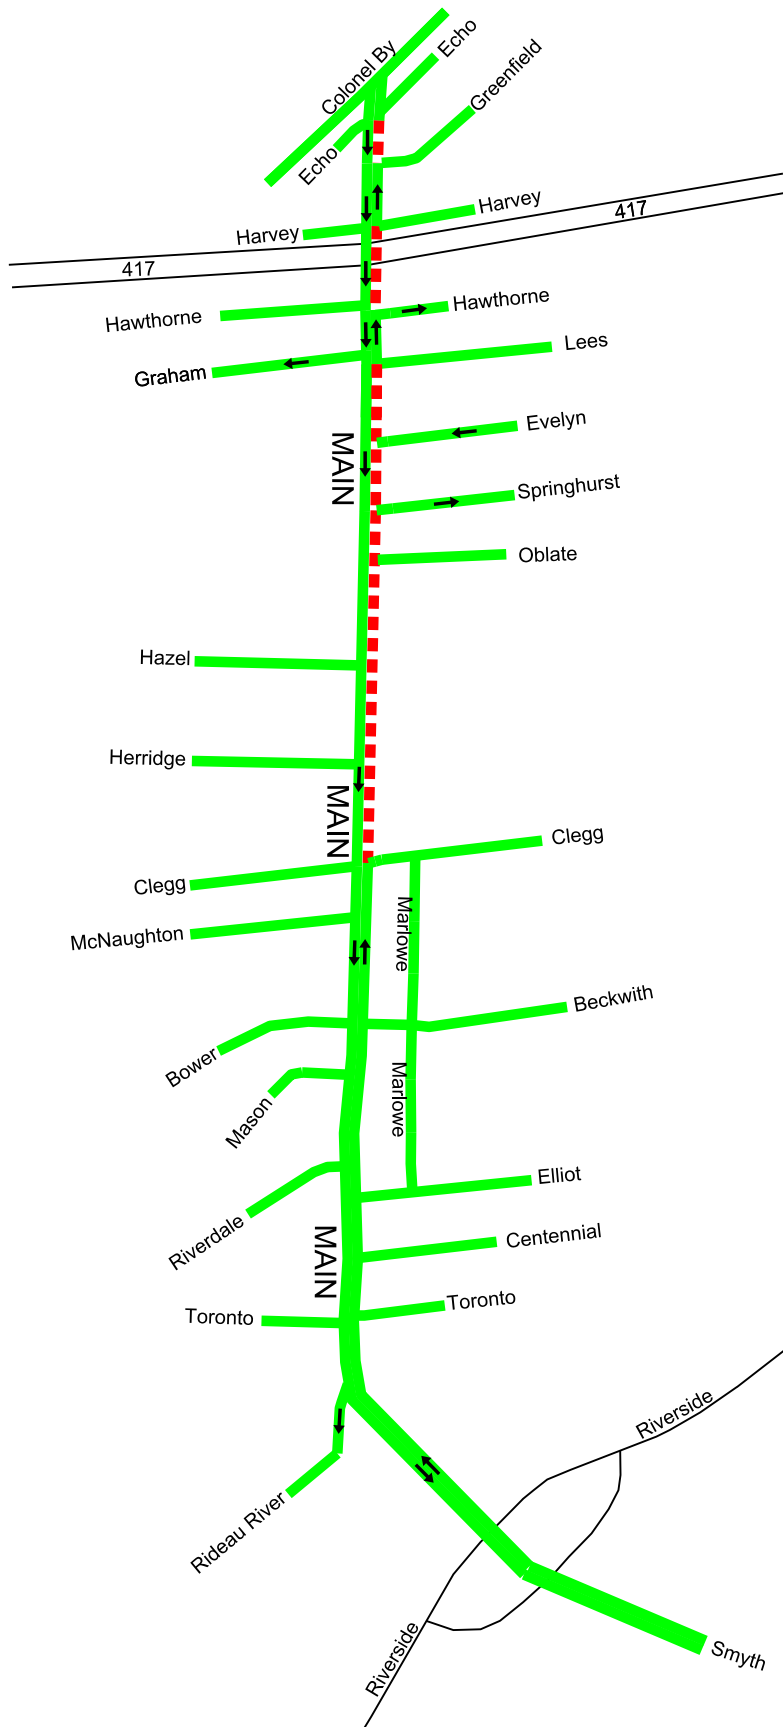 Colonel By
Echo
Greenfield
Echo
Harvey
Harvey
417
417
Hawthorne
Hawthorne
Lees
Graham
Evelyn
MAIN
Springhurst
Oblate
Hazel
Herridge
MAIN
Clegg
Clegg
McNaughton
Marlowe
Beckwith
Bower
Marlowe
Mason
Elliot
Riverdale
Centennial
MAIN
Toronto
Toronto
Riverside
Rideau River
Riverside
Smyth